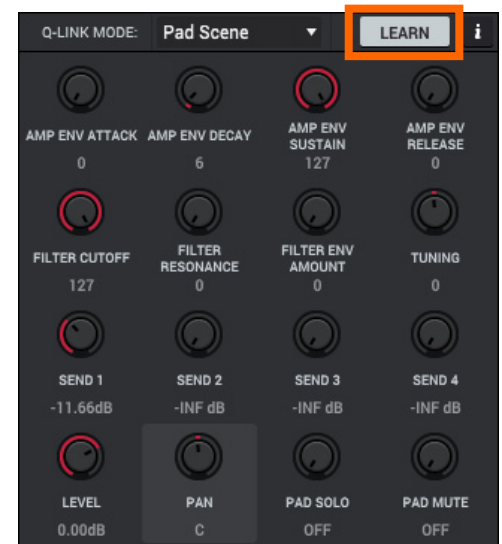 Q-LINK MODE: Pad Scene LEARN i
AMP ENV ATTACK AMP ENV DECAY AMP ENV SUSTAIN AMP ENV RELEASE
0 6 127 0
FILTER CUTOFF FILTER RESONANCE FILTER ENV AMOUNT TUNING
127 0 0 0
SEND 1 SEND 2 SEND 3 SEND 4
-11.66dB -INF dB -INF dB -INF dB
LEVEL PAN PAD SOLO PAD MUTE
0.00dB C OFF OFF